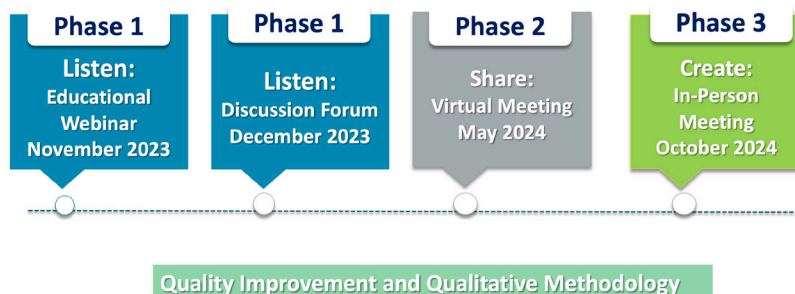 Phase 1
Listen:
Educational
Webinar
November 2023
Phase 1
Listen:
Discussion Forum
December 2023
Phase 2
Share:
Virtual Meeting
May 2024
Phase 3
Create:
In-Person
Meeting
October 2024
Quality Improvement and Qualitative Methodology